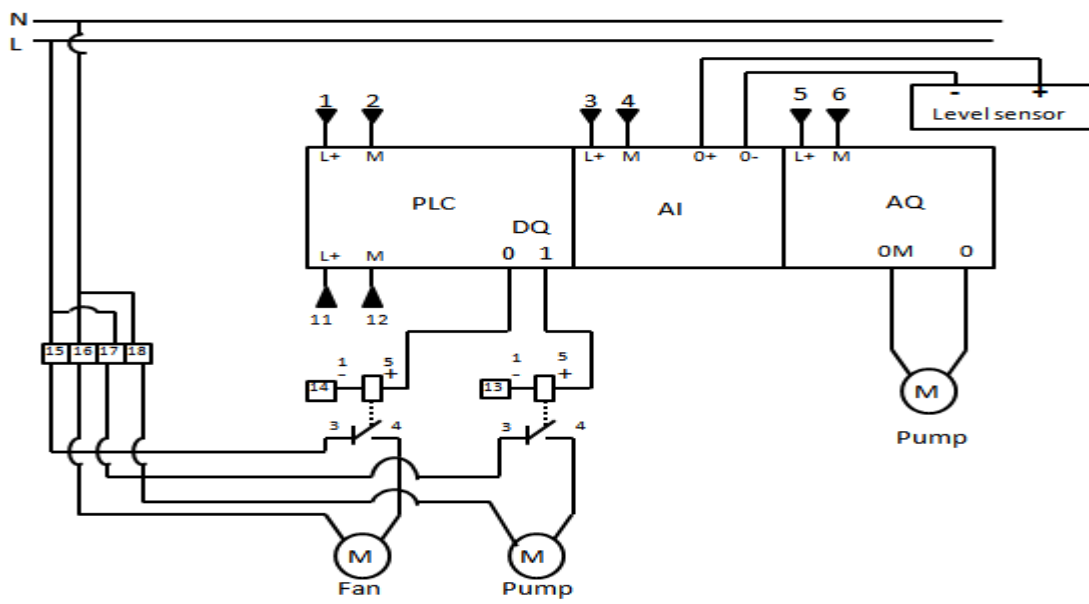 N
L
1 2 3 4 5 6
- +
Level sensor
L+ M L+ M 0+ 0- L+ M
PLC AI AQ
DQ
L+ M 0 1 0M 0
11 12
15 16 17 18
1 5 1 5
14 - + 13 - +
M
3 4 3 4
Pump
M M
Fan Pump